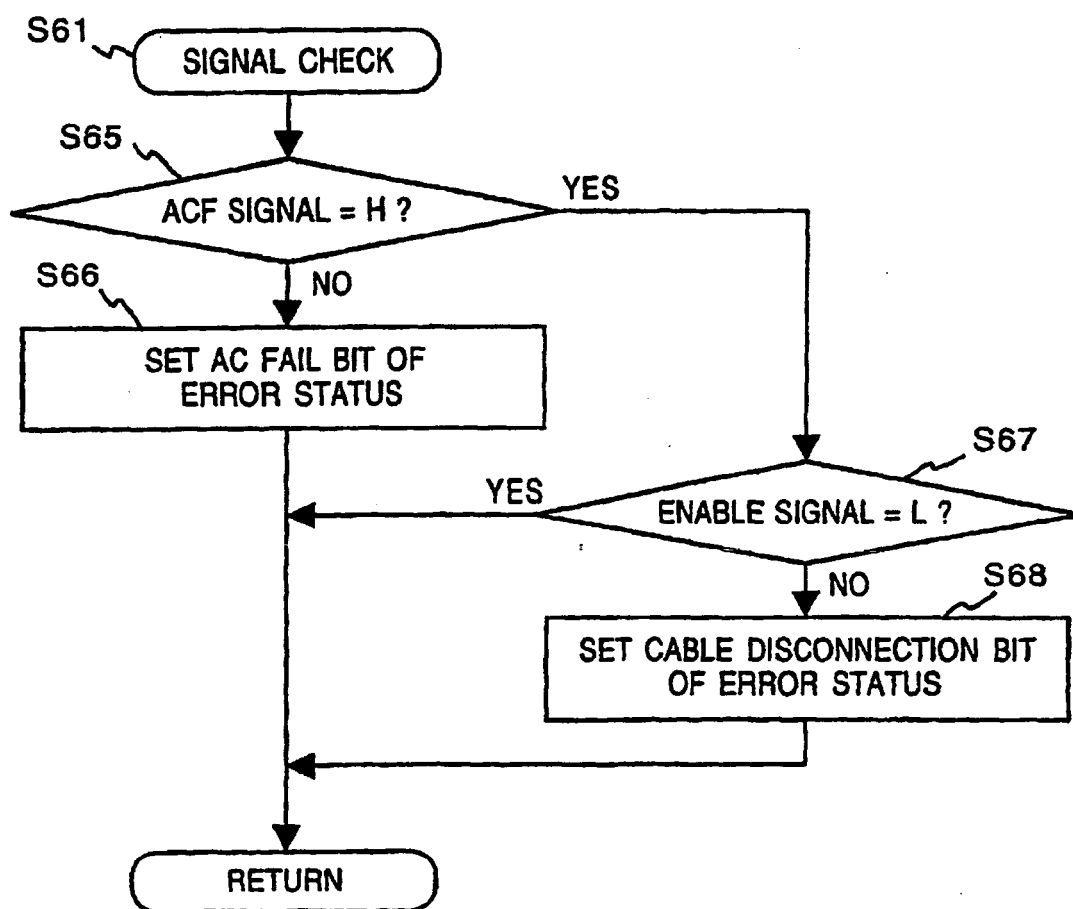 S61
SIGNAL CHECK
S65
ACF SIGNAL = H ?
YES
NO
S66
SET AC FAIL BIT OF
ERROR STATUS
S67
YES
ENABLE SIGNAL = L ?
NO
S68
SET CABLE DISCONNECTION BIT
OF ERROR STATUS
RETURN